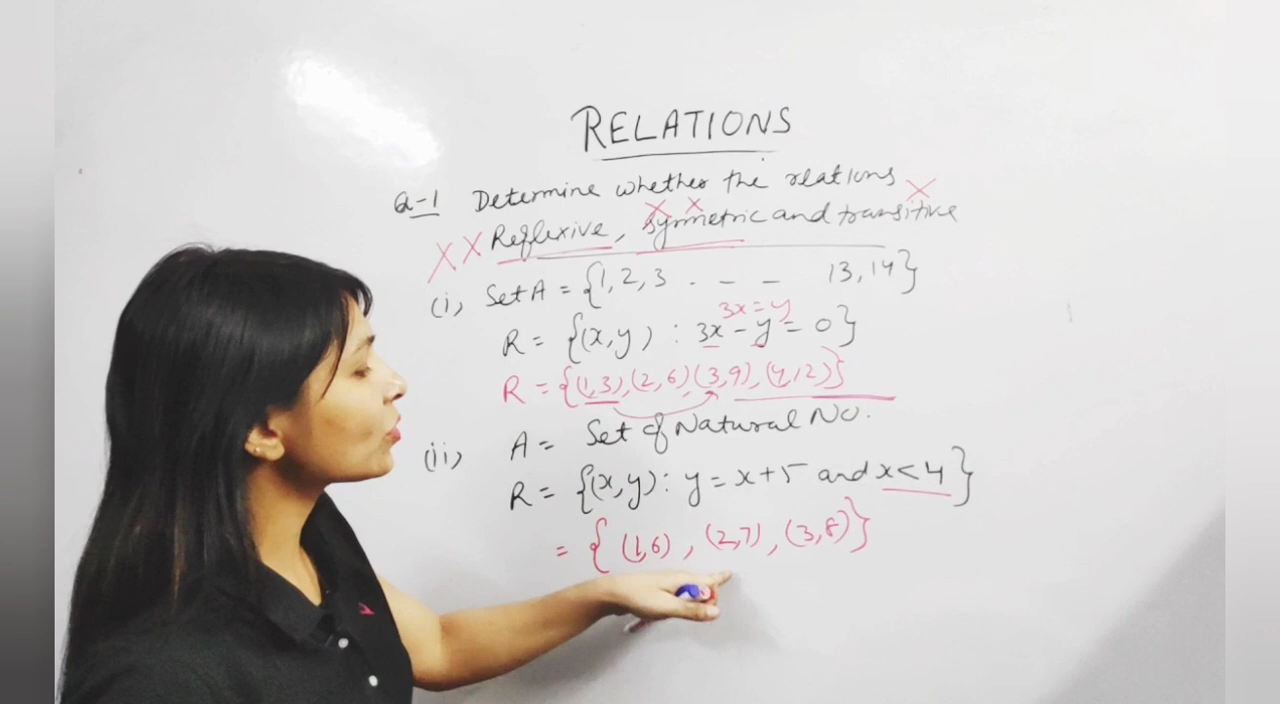 RELATIONS
Q-1 Determine whether the relations
X X Reflexive, symmetric and transitive
X X X
(i) Set A = {1, 2, 3 . - - 13, 14}
3x = y
R = {(x, y) : 3x - y = 0}
R = {(1,3), (2,6), (3,9), (4,12)}
(ii) A = Set of Natural No.
R = {(x, y) : y = x + 5 and x < 4}
= {(1,6), (2,7), (3,8)}